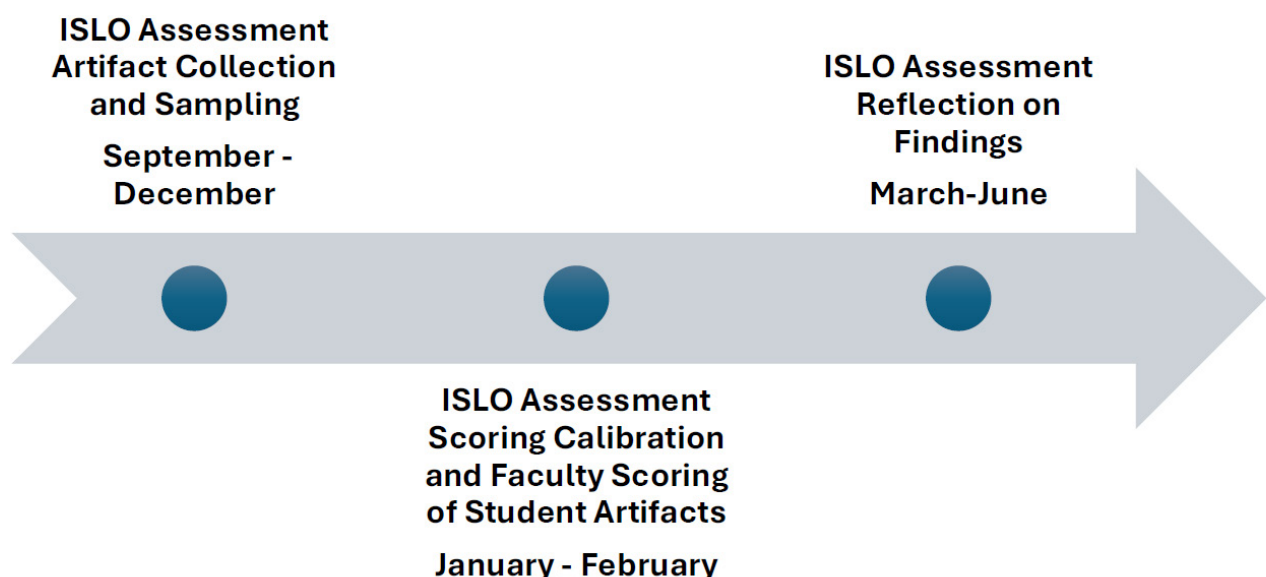 ISLO Assessment
Artifact Collection
and Sampling
September -
December
ISLO Assessment
Scoring Calibration
and Faculty Scoring
of Student Artifacts
January - February
ISLO Assessment
Reflection on
Findings
March-June